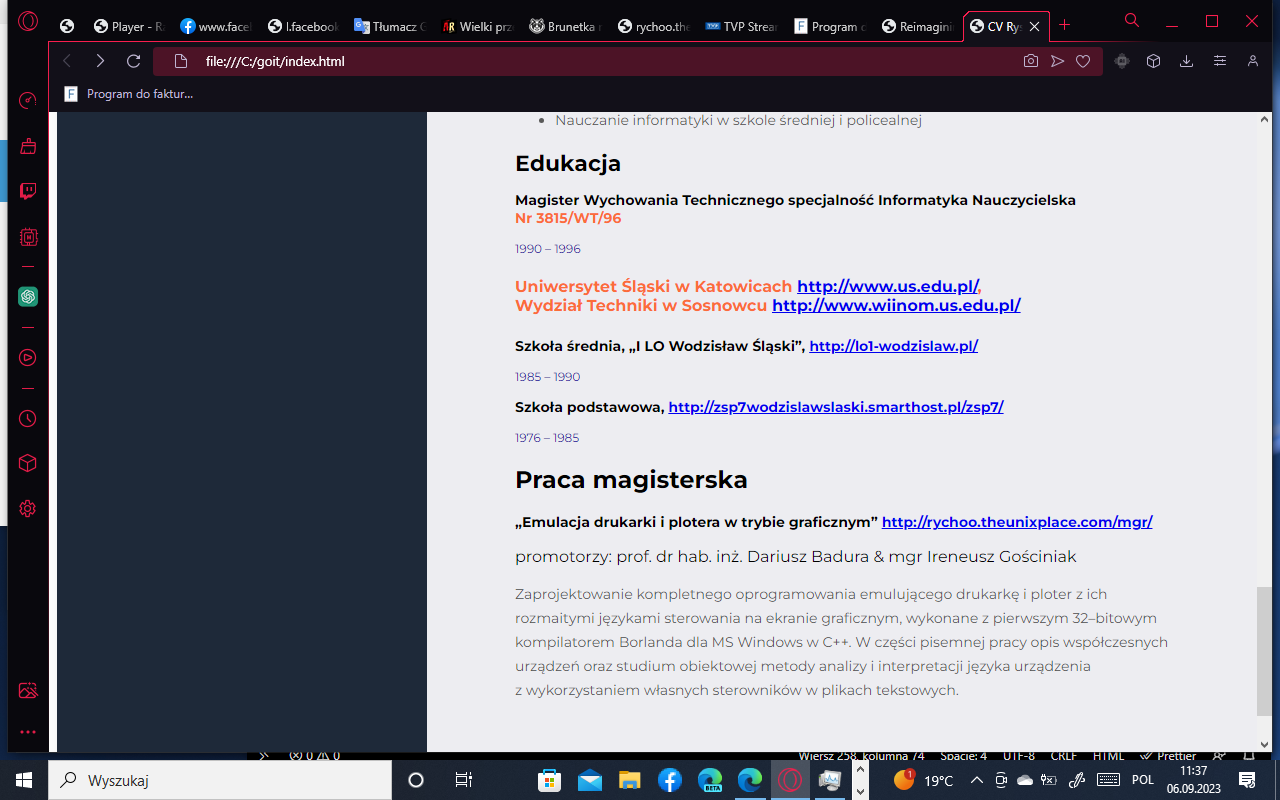 Player - R
www.facel
l.facebook
Tłumacz G
Wielki prz
Brunetka n
rychoo.the
TVP Strear
Program d
Reimagini
CV Rys
file:///C:/goit/index.html
Program do faktur...
Nauczanie informatyki w szkole średniej i policealnej
Edukacja
Magister Wychowania Technicznego specjalność Informatyka Nauczycielska
Nr 3815/WT/96
1990 – 1996
Uniwersytet Śląski w Katowicach http://www.us.edu.pl/,
Wydział Techniki w Sosnowcu http://www.wiinom.us.edu.pl/
Szkoła średnia, „I LO Wodzisław Śląski”, http://lo1-wodzislaw.pl/
1985 – 1990
Szkoła podstawowa, http://zsp7wodzislawslaski.smarthost.pl/zsp7/
1976 – 1985
Praca magisterska
„Emulacja drukarki i plotera w trybie graficznym” http://rychoo.theunixplace.com/mgr/
promotorzy: prof. dr hab. inż. Dariusz Badura & mgr Ireneusz Gościniak
Zaprojektowanie kompletnego oprogramowania emulującego drukarkę i ploter z ich
rozmaitymi językami sterowania na ekranie graficznym, wykonane z pierwszym 32–bitowym
kompilatorem Borlanda dla MS Windows w C++. W części pisemnej pracy opis współczesnych
urządzeń oraz studium obiektowej metody analizy i interpretacji języka urządzenia
z wykorzystaniem własnych sterowników w plikach tekstowych.
0 0 Wiersz 258, kolumna 74 Spacje: 4 UTF-8 CRLF HTML Prettier
Wyszukaj
BETA
1
19°C
POL
11:37
06.09.2023